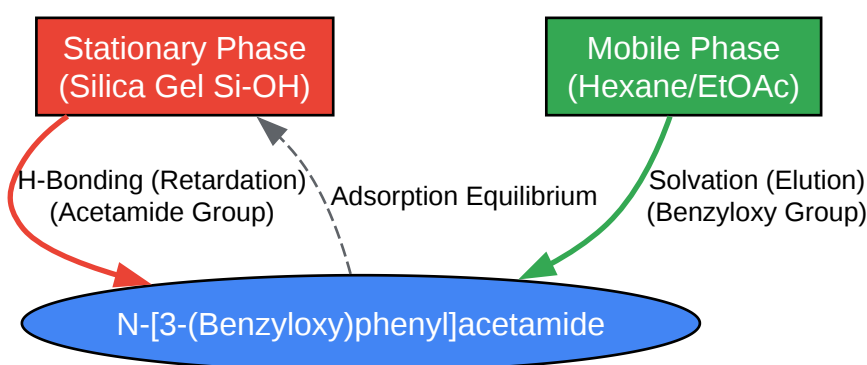 Stationary Phase
(Silica Gel Si-OH)
Mobile Phase
(Hexane/EtOAc)
H-Bonding (Retardation)
(Acetamide Group)
Adsorption Equilibrium
Solvation (Elution)
(Benzyloxy Group)
N-[3-(Benzyloxy)phenyl]acetamide